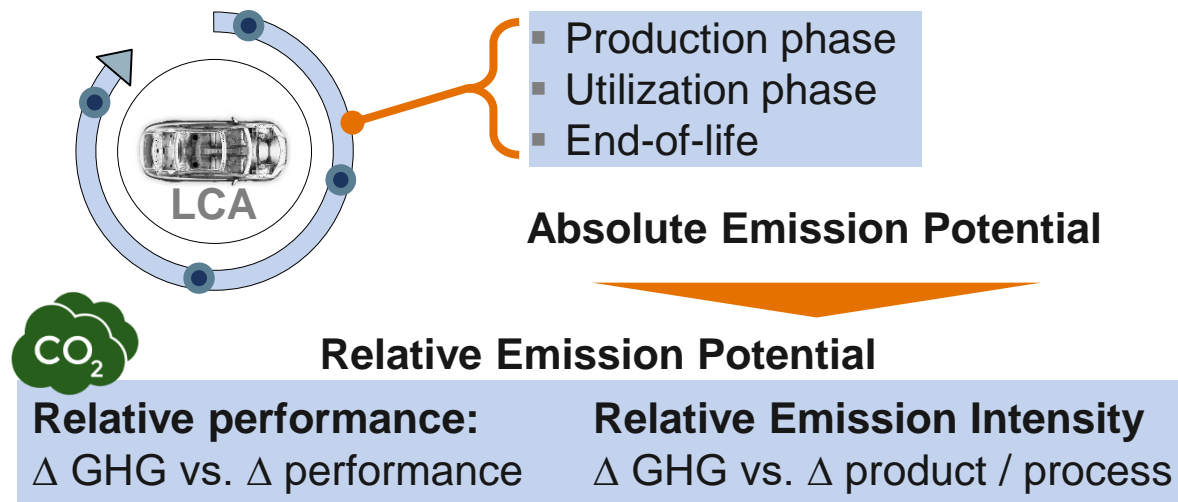 ▪ Production phase
▪ Utilization phase
▪ End-of-life
LCA
Absolute Emission Potential
CO2
Relative Emission Potential
Relative performance:
Δ GHG vs. Δ performance
Relative Emission Intensity
Δ GHG vs. Δ product / process